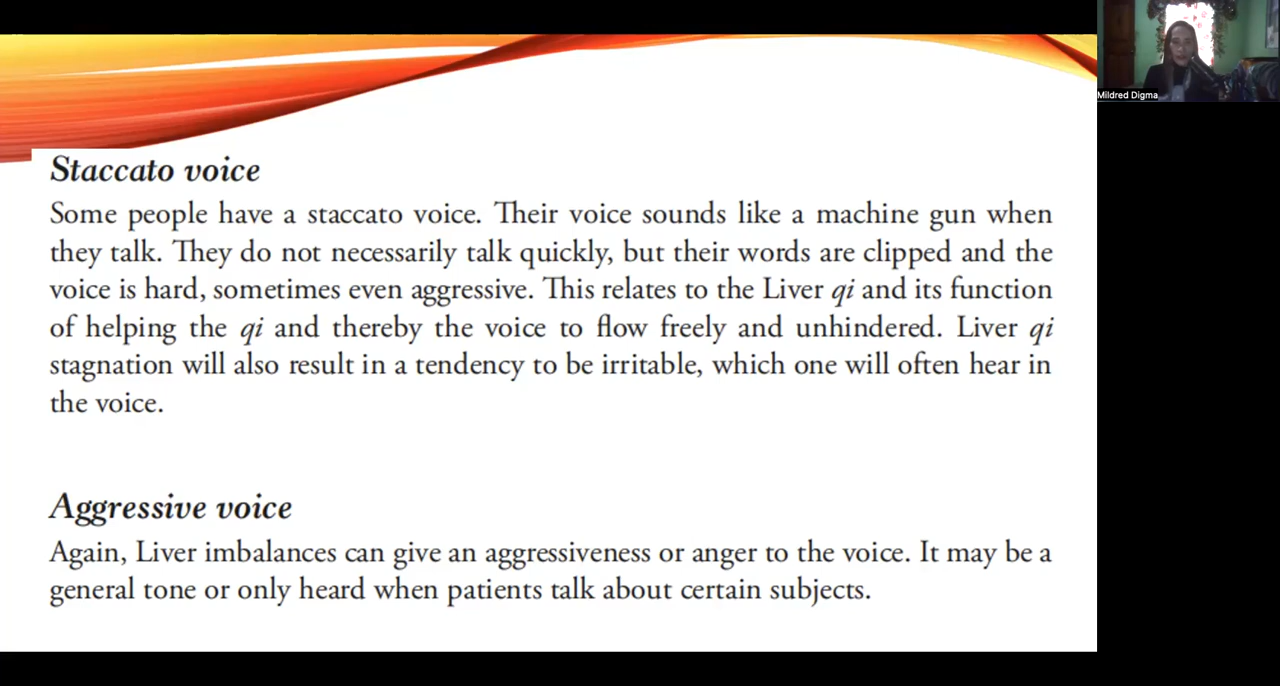 Mildred Digma
Staccato voice
Some people have a staccato voice. Their voice sounds like a machine gun when
they talk. They do not necessarily talk quickly, but their words are clipped and the
voice is hard, sometimes even aggressive. This relates to the Liver qi and its function
of helping the qi and thereby the voice to flow freely and unhindered. Liver qi
stagnation will also result in a tendency to be irritable, which one will often hear in
the voice.
Aggressive voice
Again, Liver imbalances can give an aggressiveness or anger to the voice. It may be a
general tone or only heard when patients talk about certain subjects.